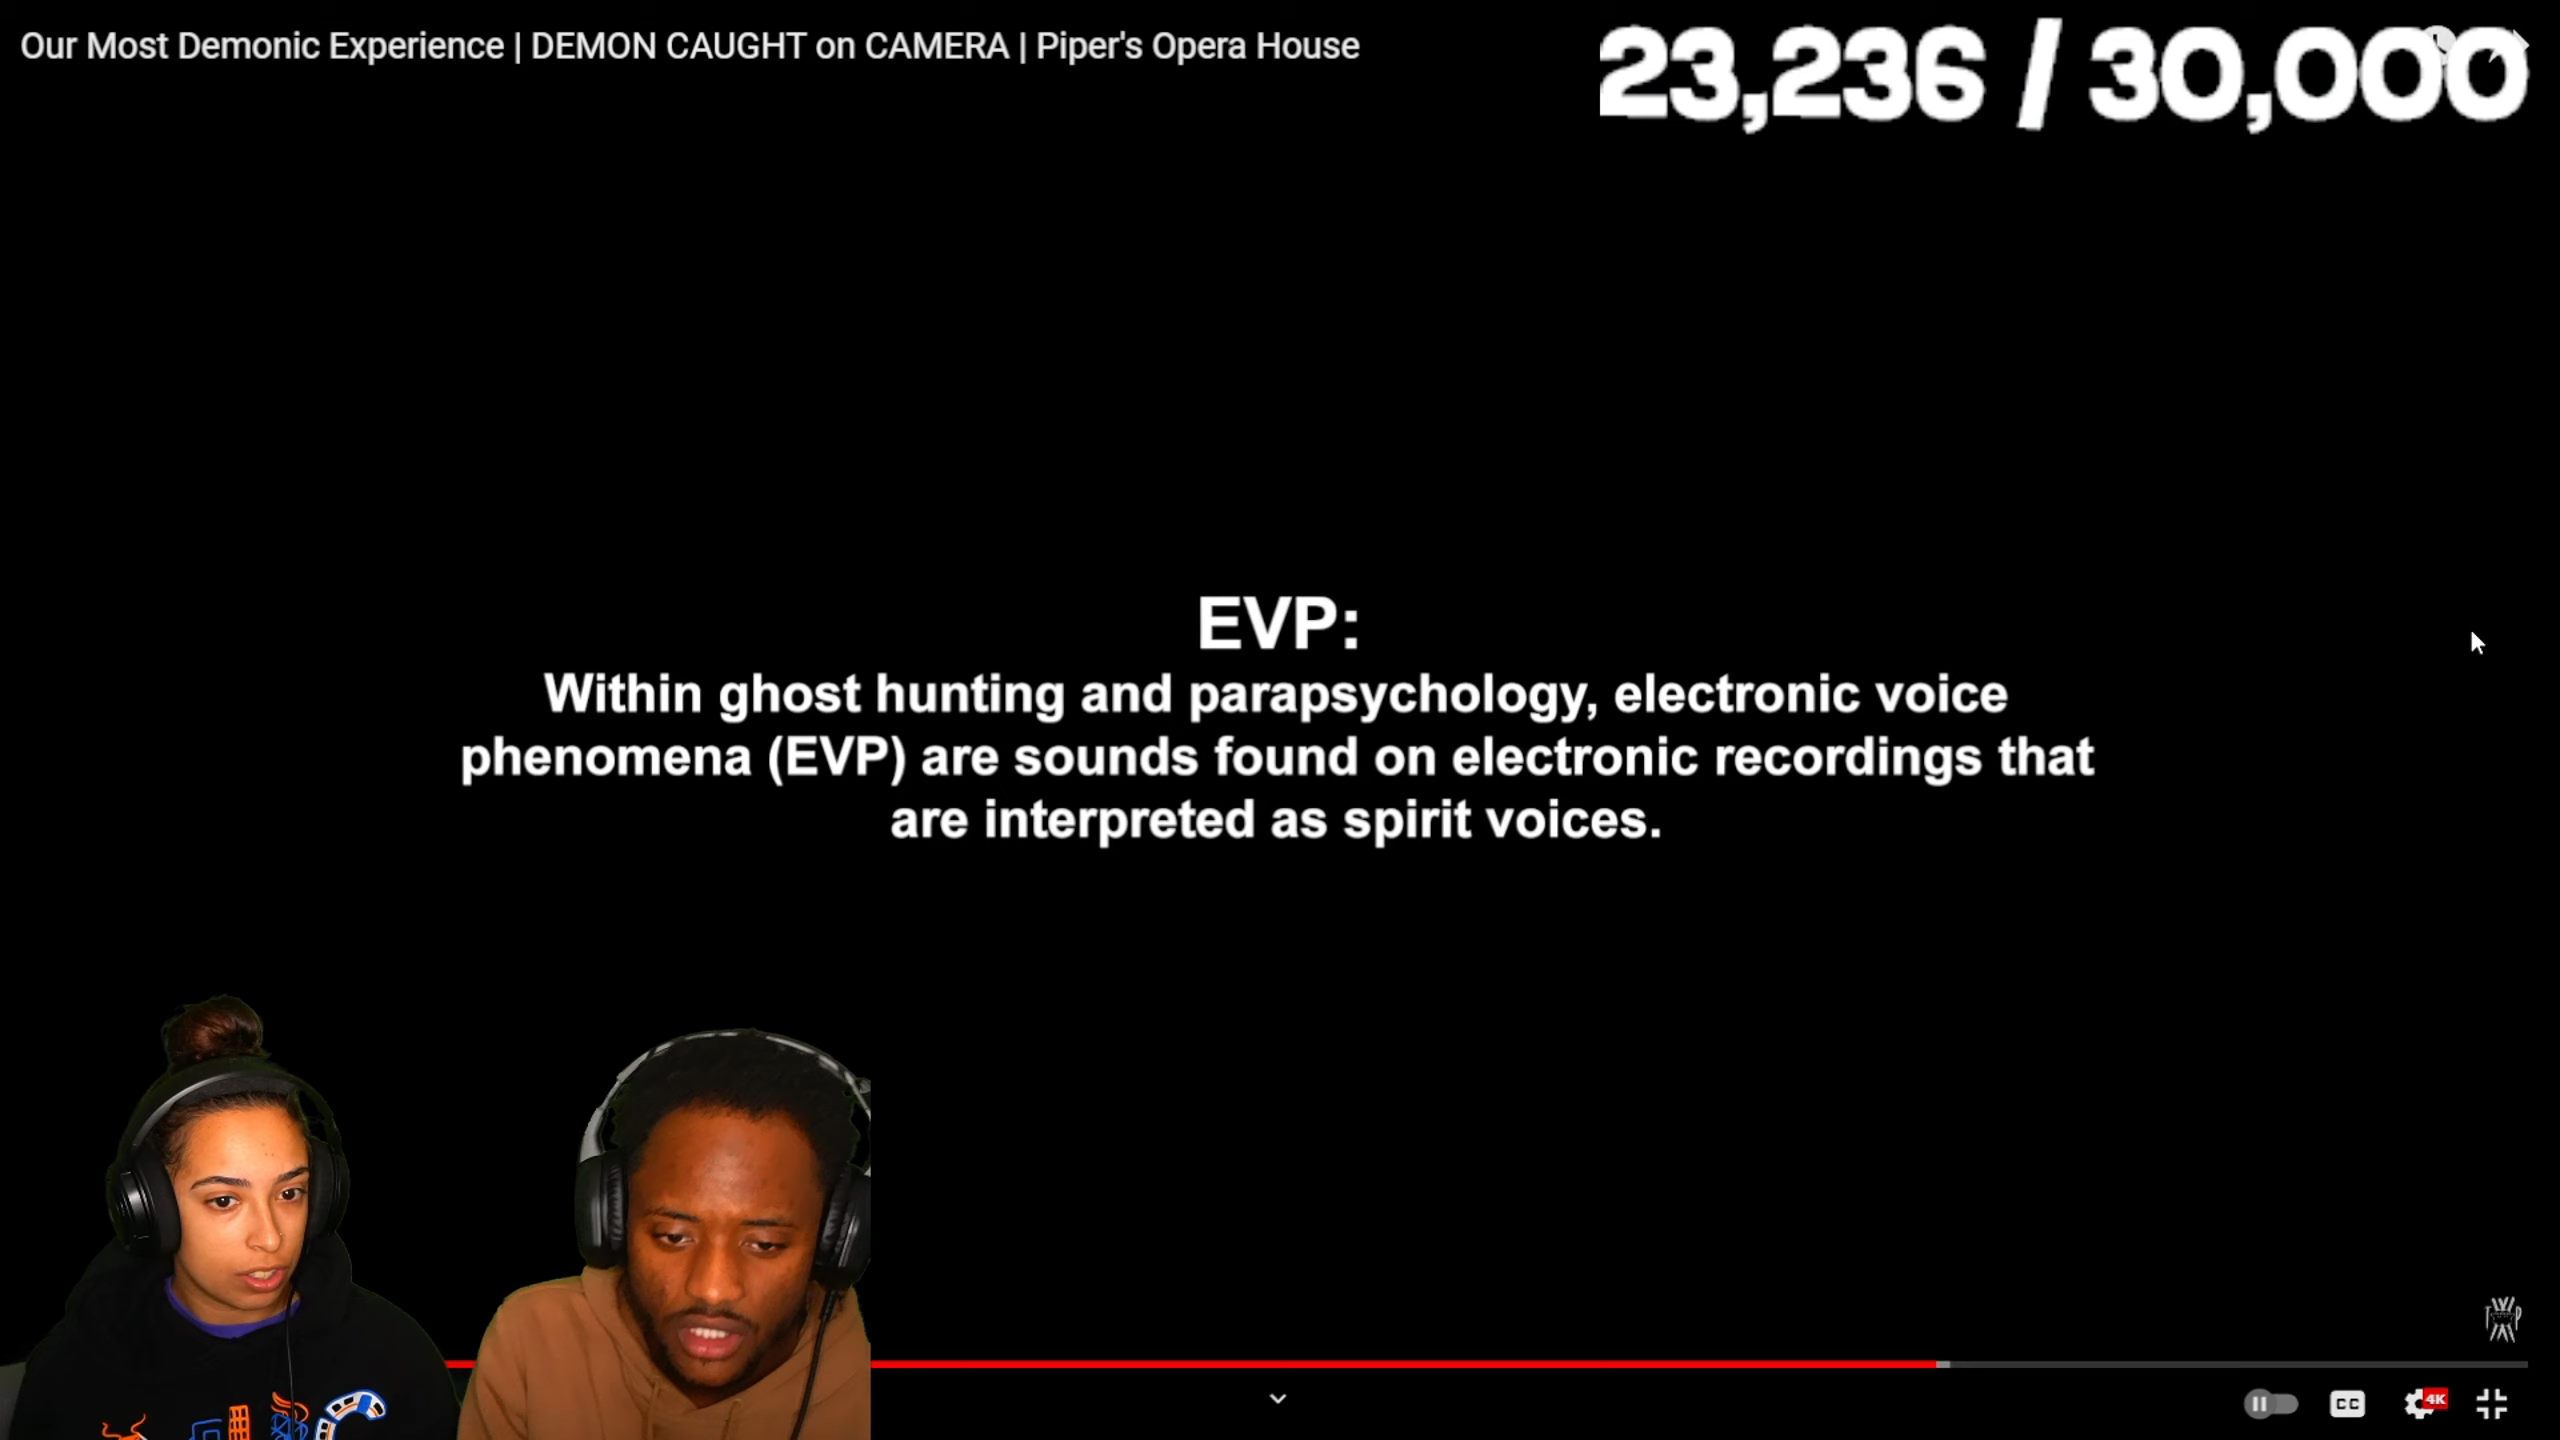 Our Most Demonic Experience | DEMON CAUGHT on CAMERA | Piper's Opera House
23,236 / 30,000
EVP:
Within ghost hunting and parapsychology, electronic voice
phenomena (EVP) are sounds found on electronic recordings that
are interpreted as spirit voices.
CC
4K